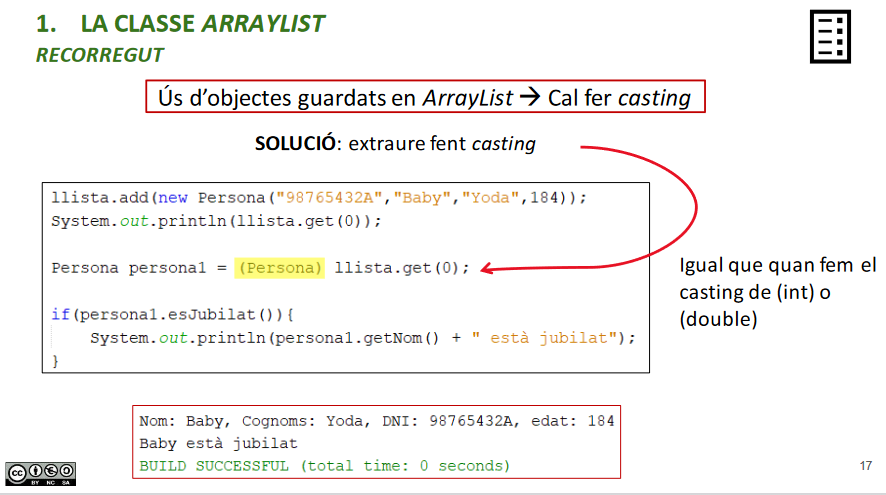 1. LA CLASSE ARRAYLIST
RECORREGUT
Ús d'objectes guardats en ArrayList → Cal fer casting
SOLUCIÓ: extraure fent casting
llista.add(new Persona("98765432A","Baby","Yoda",184));
System.out.println(llista.get(0));
Persona persona1 = (Persona) llista.get(0);
if(persona1.esJubilat()){
System.out.println(persona1.getNom() + " està jubilat");
}
Igual que quan fem el
casting de (int) o
(double)
Nom: Baby, Cognoms: Yoda, DNI: 98765432A, edat: 184
Baby està jubilat
BUILD SUCCESSFUL (total time: 0 seconds)
cc
BY NC SA
17